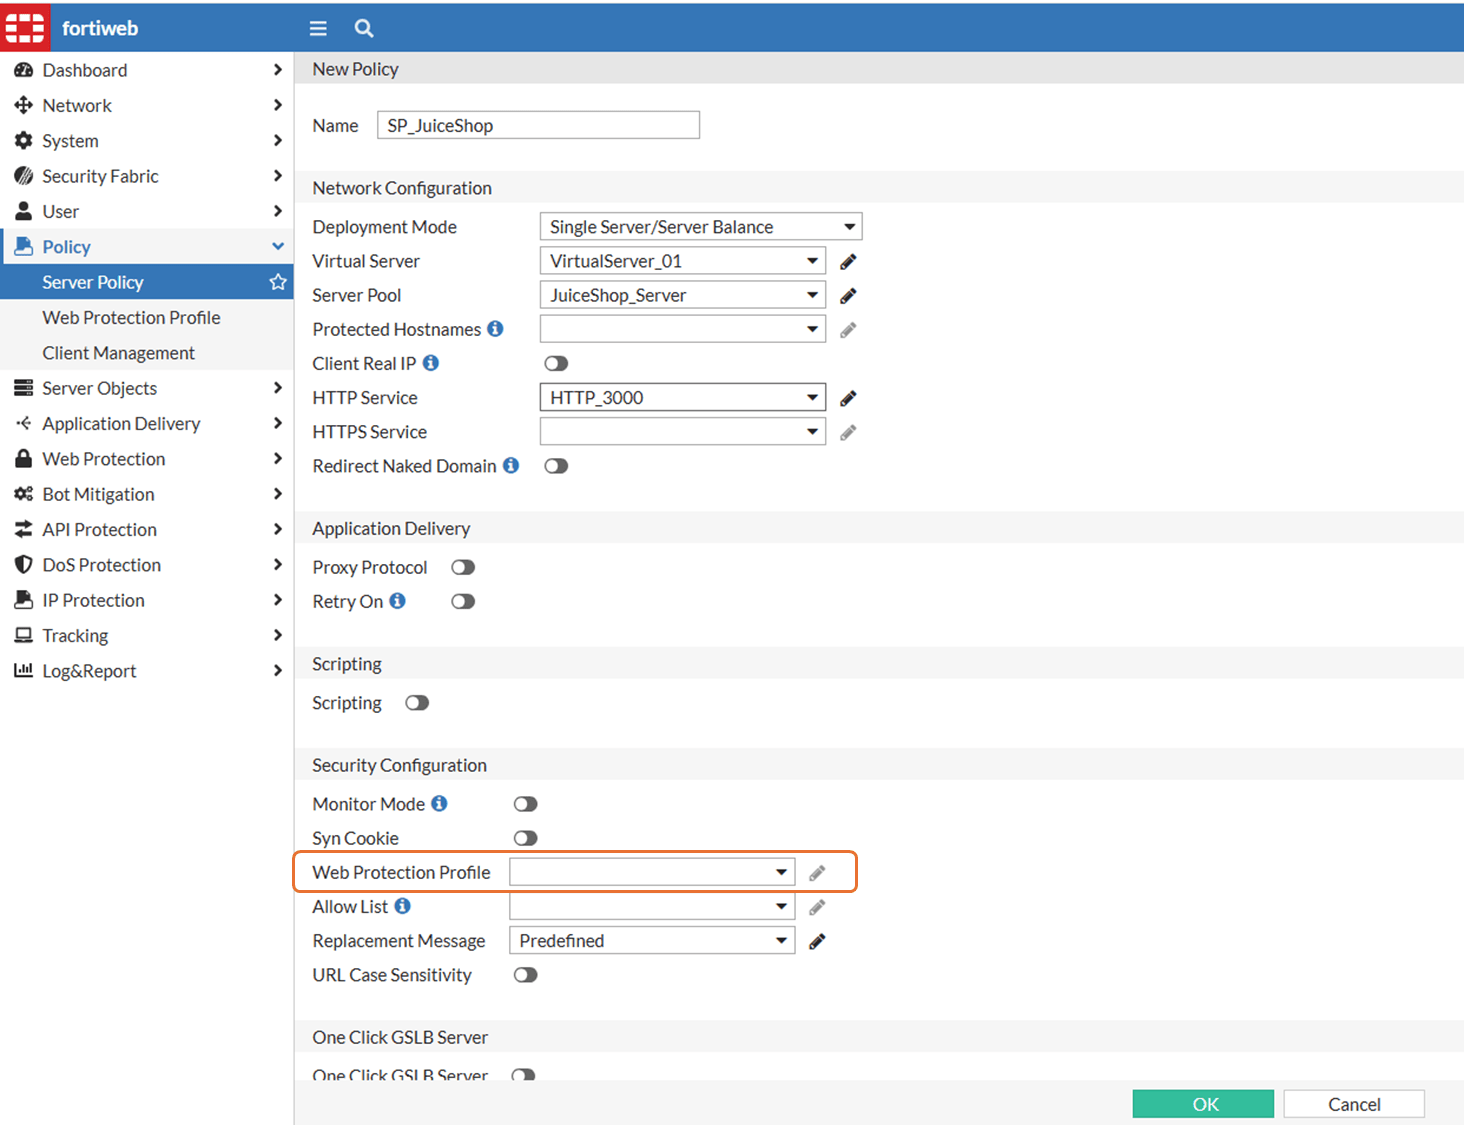 fortiweb
Dashboard
Network
System
Security Fabric
User
Policy
Server Policy
Web Protection Profile
Client Management
Server Objects
Application Delivery
Web Protection
Bot Mitigation
API Protection
DoS Protection
IP Protection
Tracking
Log&Report
New Policy
Name SP_JuiceShop
Network Configuration
Deployment Mode Single Server/Server Balance
Virtual Server VirtualServer_01
Server Pool JuiceShop_Server
Protected Hostnames
Client Real IP
HTTP Service HTTP_3000
HTTPS Service
Redirect Naked Domain
Application Delivery
Proxy Protocol
Retry On
Scripting
Scripting
Security Configuration
Monitor Mode
Syn Cookie
Web Protection Profile
Allow List
Replacement Message Predefined
URL Case Sensitivity
One Click GSLB Server
One Click GSLB Server
OK Cancel